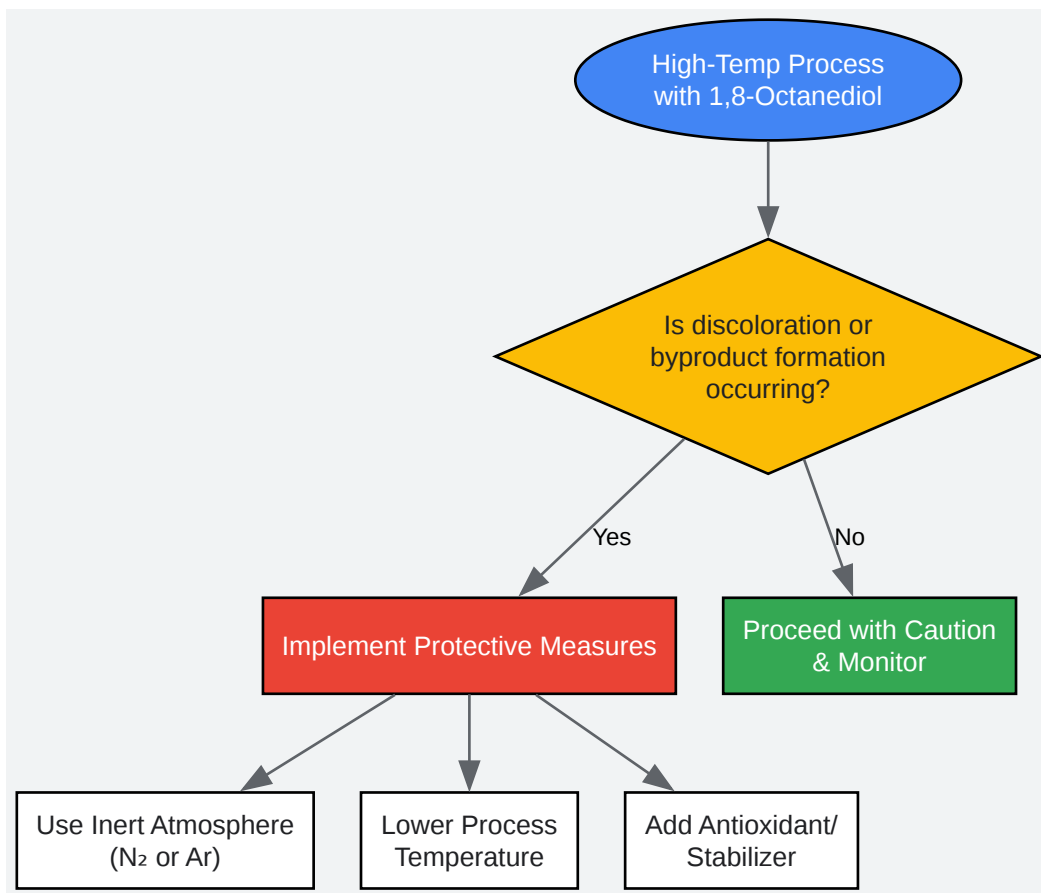 High-Temp Process
with 1,8-Octanediol
Is discoloration or
byproduct formation
occurring?
Yes
No
Implement Protective Measures
Proceed with Caution
& Monitor
Use Inert Atmosphere
(N₂ or Ar)
Lower Process
Temperature
Add Antioxidant/
Stabilizer